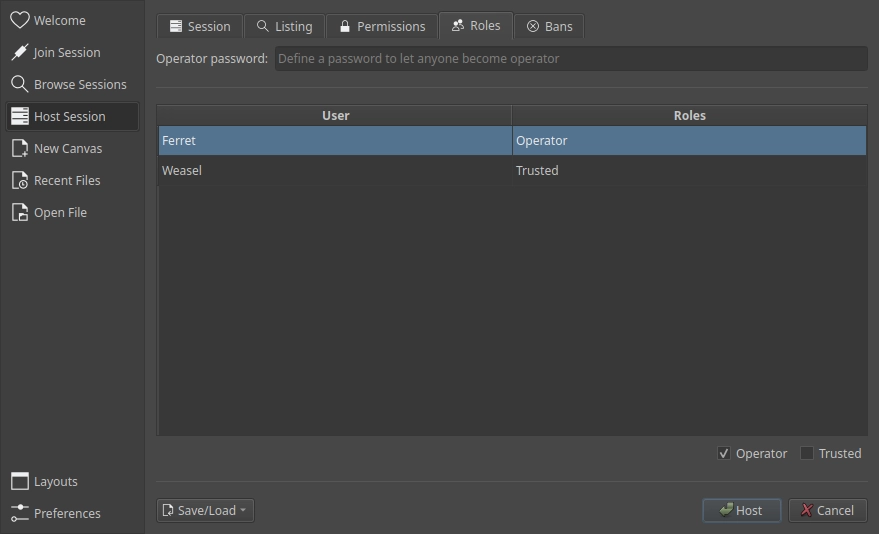 Welcome
Join Session
Browse Sessions
Host Session
New Canvas
Recent Files
Open File
Layouts
Preferences
Session Listing Permissions Roles Bans
Operator password: Define a password to let anyone become operator
User Roles
Ferret Operator
Weasel Trusted
Operator Trusted
Save/Load Host Cancel